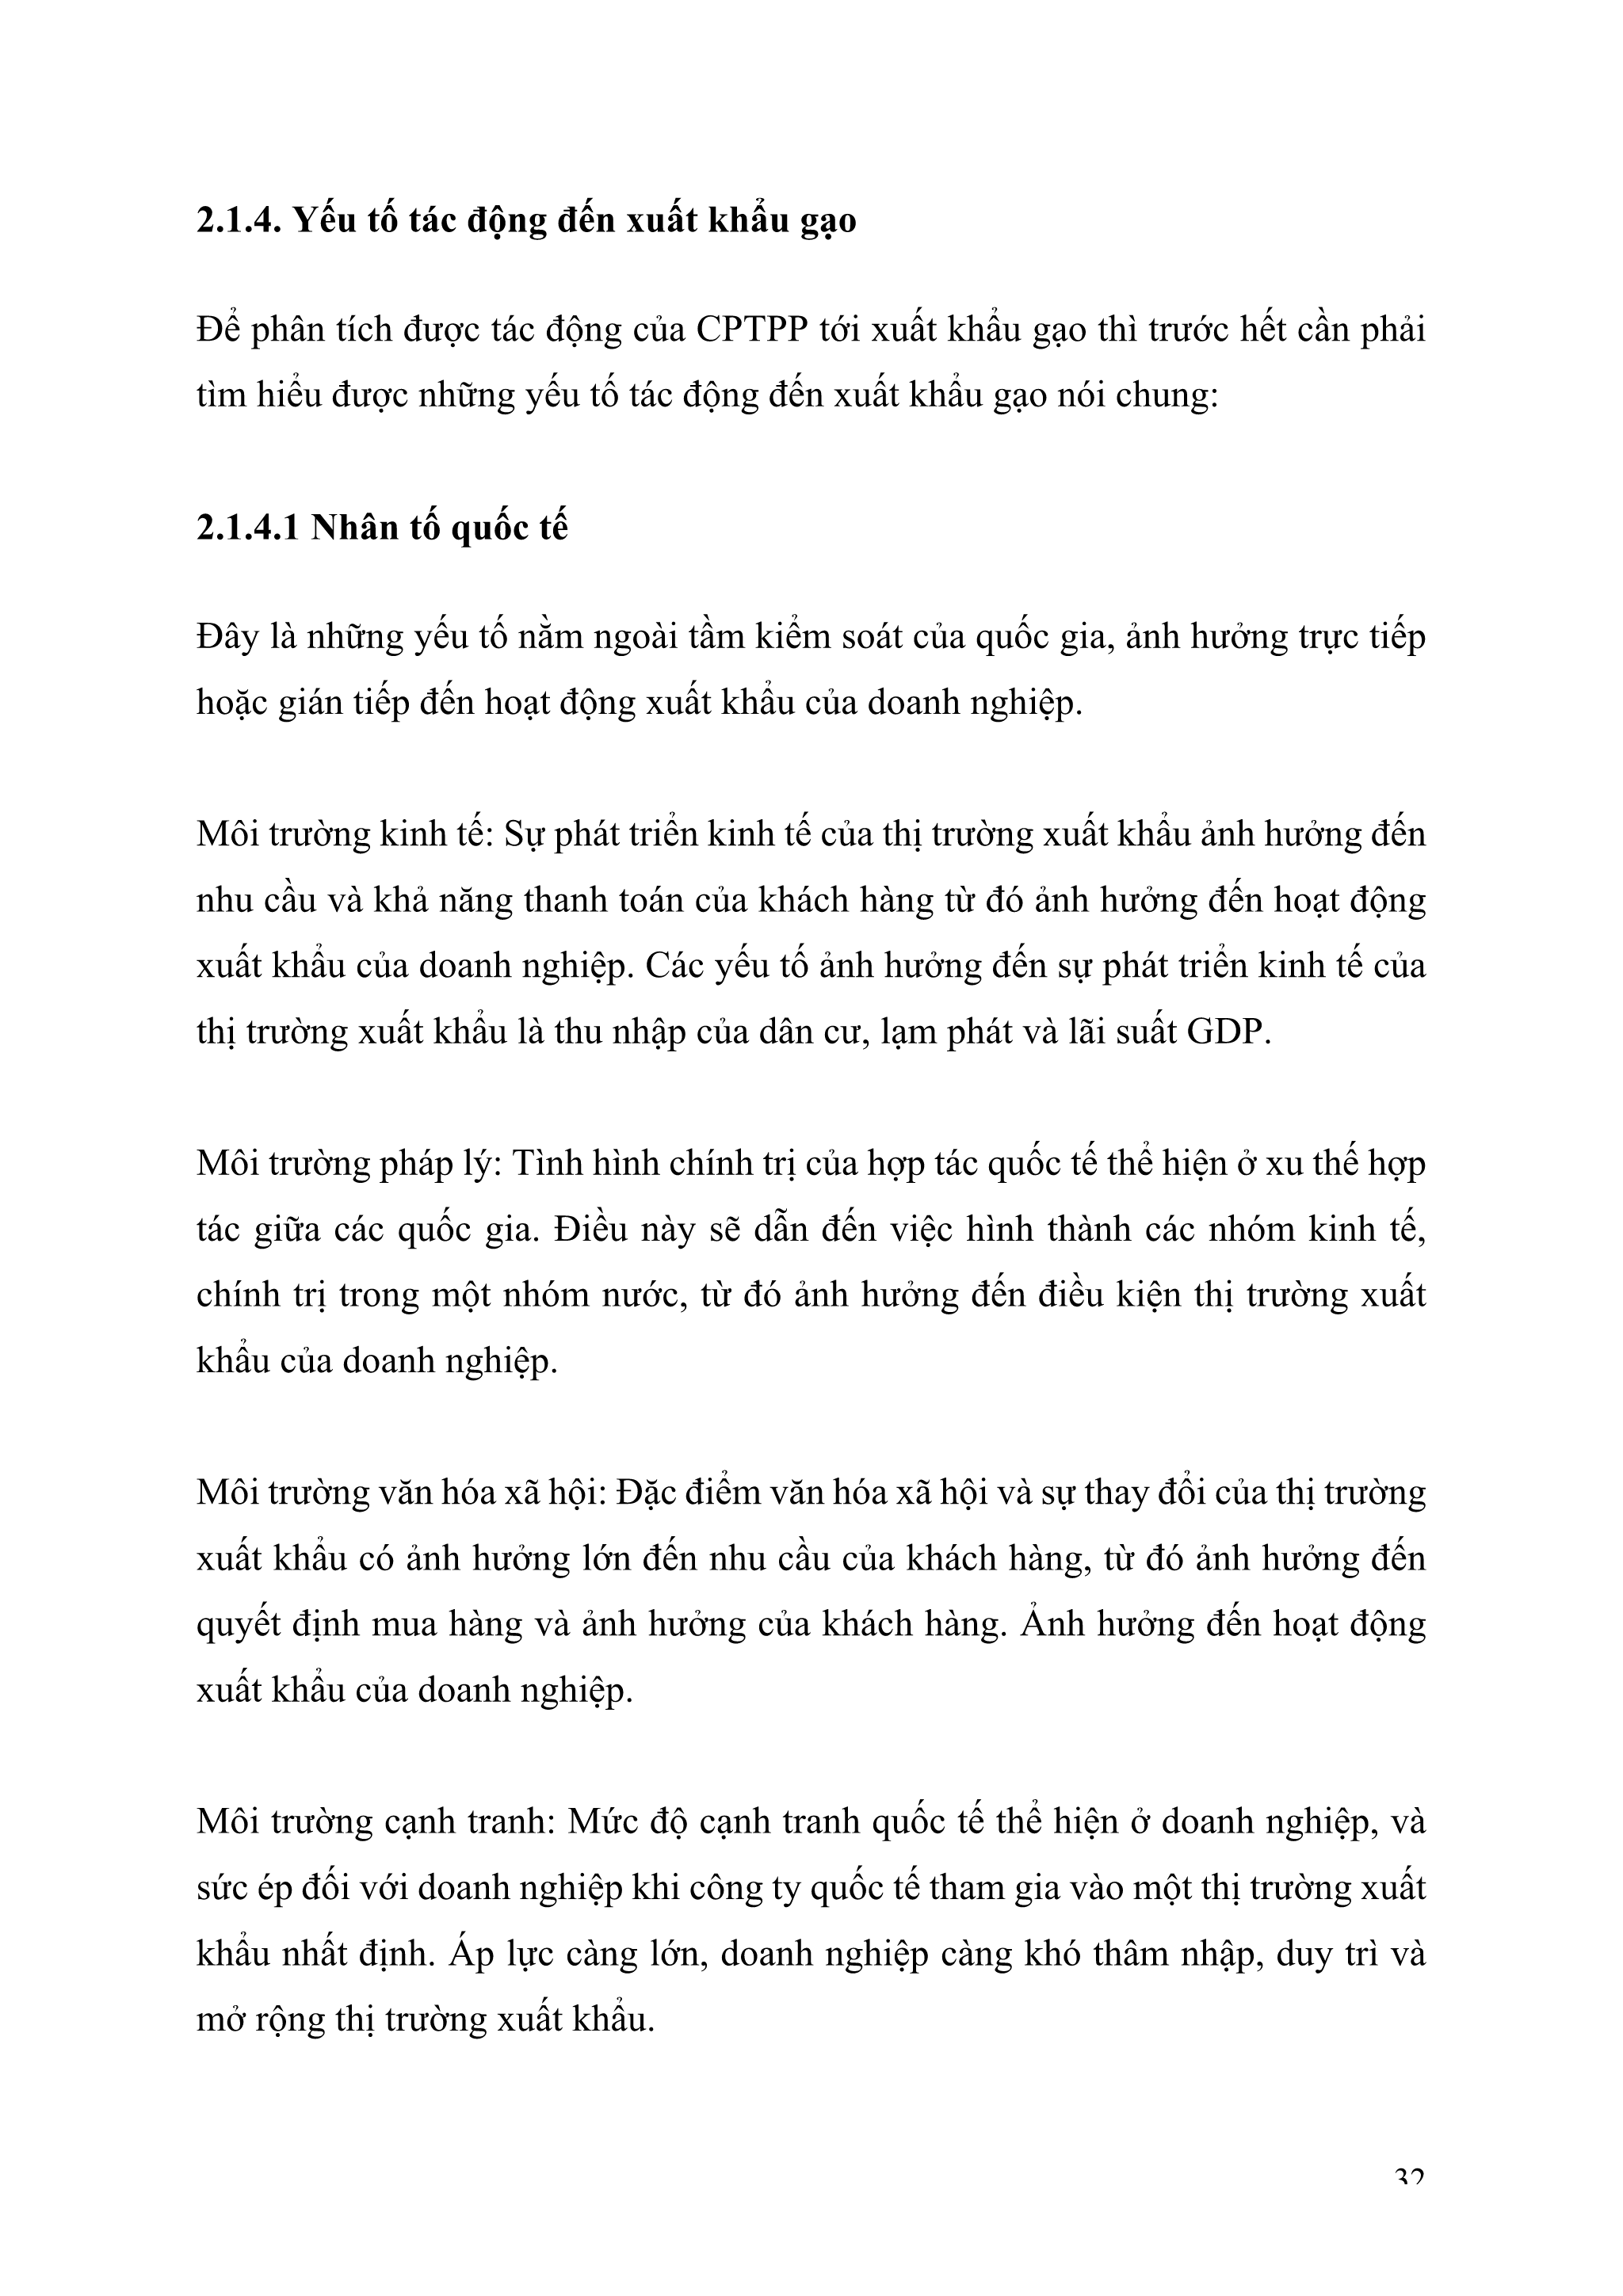 2.1.4. Yếu tố tác động đến xuất khẩu gạo
Để phân tích được tác động của CPTPP tới xuất khẩu gạo thì trước hết cần phải
tìm hiểu được những yếu tố tác động đến xuất khẩu gạo nói chung:
2.1.4.1 Nhân tố quốc tế
Đây là những yếu tố nằm ngoài tầm kiểm soát của quốc gia, ảnh hưởng trực tiếp
hoặc gián tiếp đến hoạt động xuất khẩu của doanh nghiệp.
Môi trường kinh tế: Sự phát triển kinh tế của thị trường xuất khẩu ảnh hưởng đến
nhu cầu và khả năng thanh toán của khách hàng từ đó ảnh hưởng đến hoạt động
xuất khẩu của doanh nghiệp. Các yếu tố ảnh hưởng đến sự phát triển kinh tế của
thị trường xuất khẩu là thu nhập của dân cư, lạm phát và lãi suất GDP.
Môi trường pháp lý: Tình hình chính trị của hợp tác quốc tế thể hiện ở xu thế hợp
tác giữa các quốc gia. Điều này sẽ dẫn đến việc hình thành các nhóm kinh tế,
chính trị trong một nhóm nước, từ đó ảnh hưởng đến điều kiện thị trường xuất
khẩu của doanh nghiệp.
Môi trường văn hóa xã hội: Đặc điểm văn hóa xã hội và sự thay đổi của thị trường
xuất khẩu có ảnh hưởng lớn đến nhu cầu của khách hàng, từ đó ảnh hưởng đến
quyết định mua hàng và ảnh hưởng của khách hàng. Ảnh hưởng đến hoạt động
xuất khẩu của doanh nghiệp.
Môi trường cạnh tranh: Mức độ cạnh tranh quốc tế thể hiện ở doanh nghiệp, và
sức ép đối với doanh nghiệp khi công ty quốc tế tham gia vào một thị trường xuất
khẩu nhất định. Áp lực càng lớn, doanh nghiệp càng khó thâm nhập, duy trì và
mở rộng thị trường xuất khẩu.
32